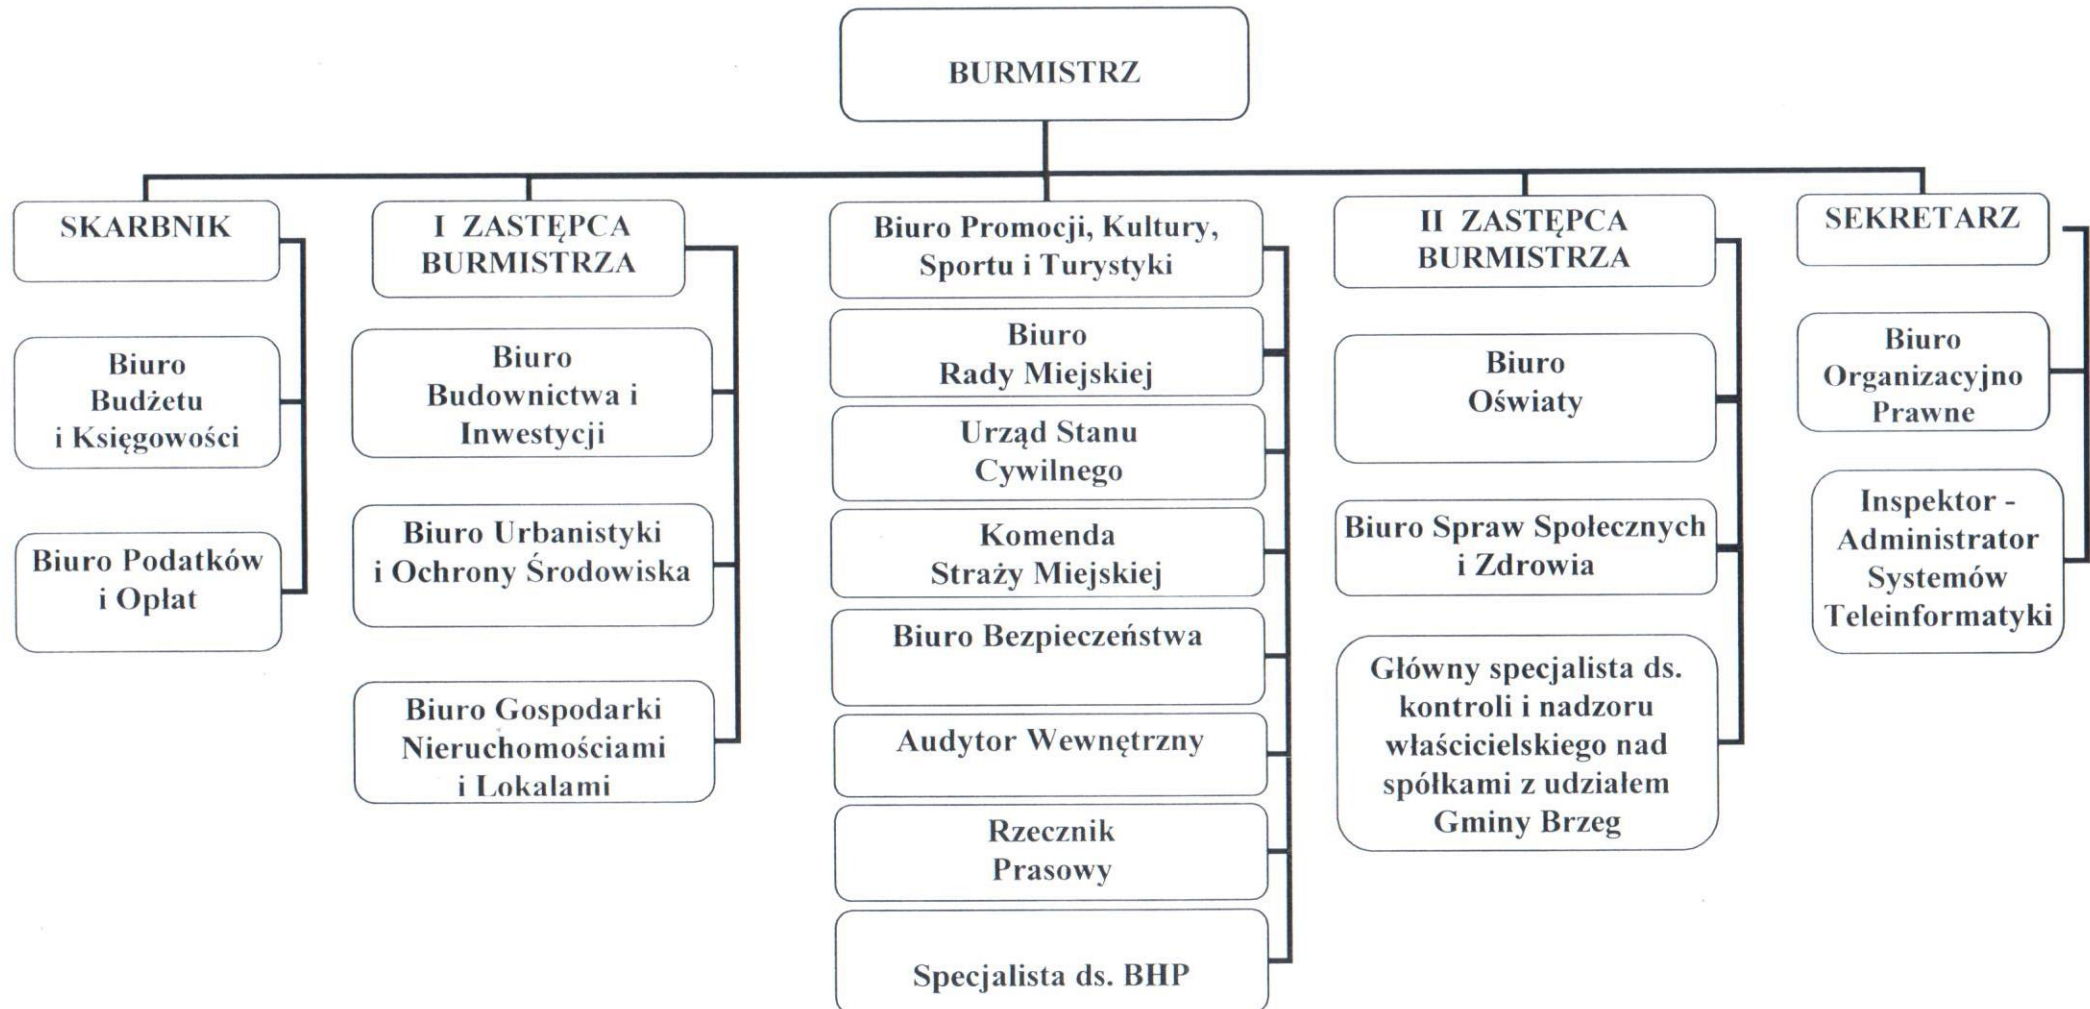 BURMISTRZ
SKARBNIK
Biuro
Budżetu
i Księgowości
Biuro Podatków
i Opłat
I ZASTĘPCA
BURMISTRZA
Biuro
Budownictwa i
Inwestycji
Biuro Urbanistyki
i Ochrony Środowiska
Biuro Gospodarki
Nieruchomościami
i Lokalami
Biuro Promocji, Kultury,
Sportu i Turystyki
Biuro
Rady Miejskiej
Urząd Stanu
Cywilnego
Komenda
Straży Miejskiej
Biuro Bezpieczeństwa
Audytor Wewnętrzny
Rzecznik
Prasowy
Specjalista ds. BHP
II ZASTĘPCA
BURMISTRZA
Biuro
Oświaty
Biuro Spraw Społecznych
i Zdrowia
Główny specjalista ds.
kontroli i nadzoru
właścicielskiego nad
spółkami z udziałem
Gminy Brzeg
SEKRETARZ
Biuro
Organizacyjno
Prawne
Inspektor -
Administrator
Systemów
Teleinformatyki